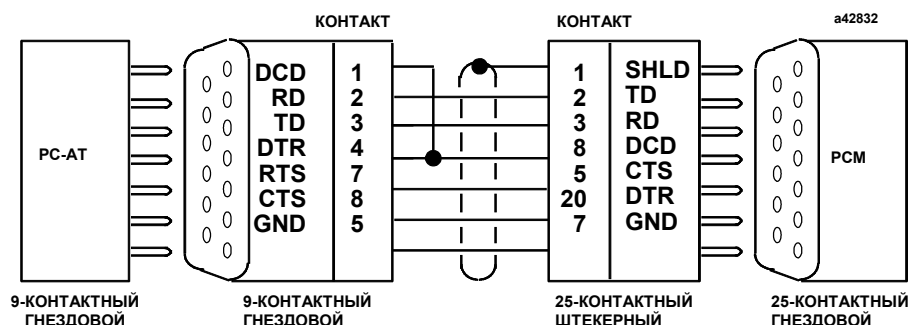 КОНТАКТ КОНТАКТ a42832
DCD 1 1 SHLD
RD 2 2 TD
TD 3 3 RD
DTR 4 8 DCD
PC-AT PCM
RTS 7 5 CTS
CTS 8 20 DTR
GND 5 7 GND
9-КОНТАКТНЫЙ 9-КОНТАКТНЫЙ 25-КОНТАКТНЫЙ 25-КОНТАКТНЫЙ
ГНЕЗДОВОЙ ГНЕЗДОВОЙ ШТЕКЕРНЫЙ ГНЕЗДОВОЙ